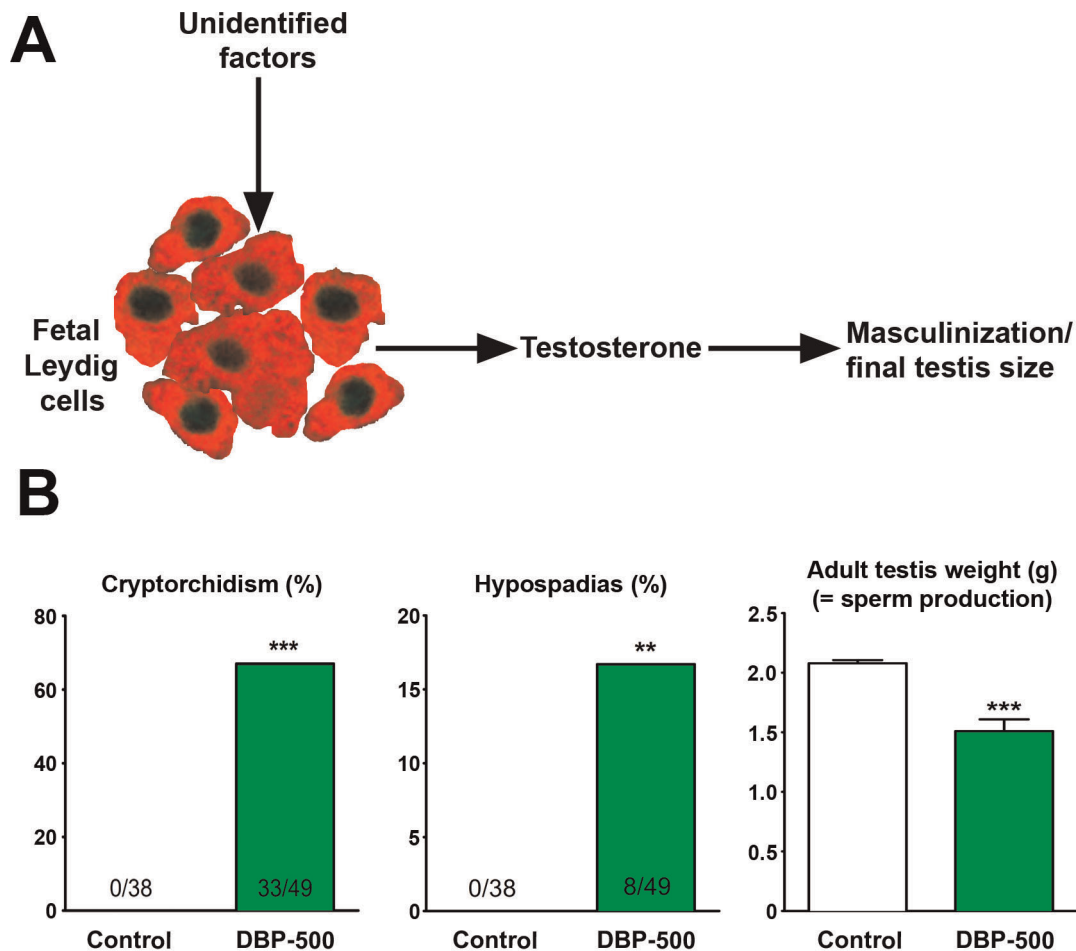 A
Unidentified
factors
Fetal
Leydig
cells
Testosterone
Masculinization/
final testis size
B
Cryptorchidism (%)
80
60
40
20
0
***
0/38
33/49
Control
DBP-500
Hypospadias (%)
20
15
10
5
0
**
0/38
8/49
Control
DBP-500
Adult testis weight (g)
(= sperm production)
2.5
2.0
1.5
1.0
0.5
0
***
Control
DBP-500